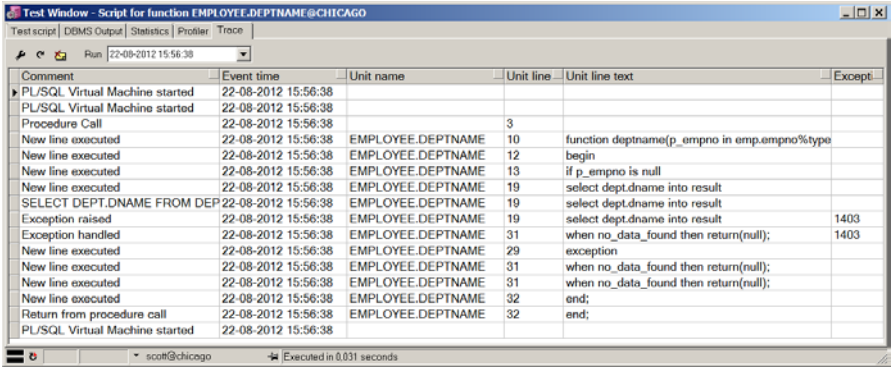 Test Window - Script for function EMPLOYEE.DEPTNAME@CHICAGO
Test script DBMS Output Statistics Profiler Trace
Run 22-08-2012 15:56:38
Comment Event time Unit name Unit line Unit line text Excepti...
PL/SQL Virtual Machine started 22-08-2012 15:56:38
PL/SQL Virtual Machine started 22-08-2012 15:56:38
Procedure Call 22-08-2012 15:56:38 3
New line executed 22-08-2012 15:56:38 EMPLOYEE.DEPTNAME 10 function deptname(p_empno in emp.empno%type
New line executed 22-08-2012 15:56:38 EMPLOYEE.DEPTNAME 12 begin
New line executed 22-08-2012 15:56:38 EMPLOYEE.DEPTNAME 13 if p_empno is null
New line executed 22-08-2012 15:56:38 EMPLOYEE.DEPTNAME 19 select dept.dname into result
SELECT DEPT.DNAME FROM DEP 22-08-2012 15:56:38 EMPLOYEE.DEPTNAME 19 select dept.dname into result
Exception raised 22-08-2012 15:56:38 EMPLOYEE.DEPTNAME 19 select dept.dname into result 1403
Exception handled 22-08-2012 15:56:38 EMPLOYEE.DEPTNAME 31 when no_data_found then return(null); 1403
New line executed 22-08-2012 15:56:38 EMPLOYEE.DEPTNAME 29 exception
New line executed 22-08-2012 15:56:38 EMPLOYEE.DEPTNAME 31 when no_data_found then return(null);
New line executed 22-08-2012 15:56:38 EMPLOYEE.DEPTNAME 31 when no_data_found then return(null);
New line executed 22-08-2012 15:56:38 EMPLOYEE.DEPTNAME 32 end;
Return from procedure call 22-08-2012 15:56:38 EMPLOYEE.DEPTNAME 32 end;
PL/SQL Virtual Machine started 22-08-2012 15:56:38
scott@chicago Executed in 0.031 seconds